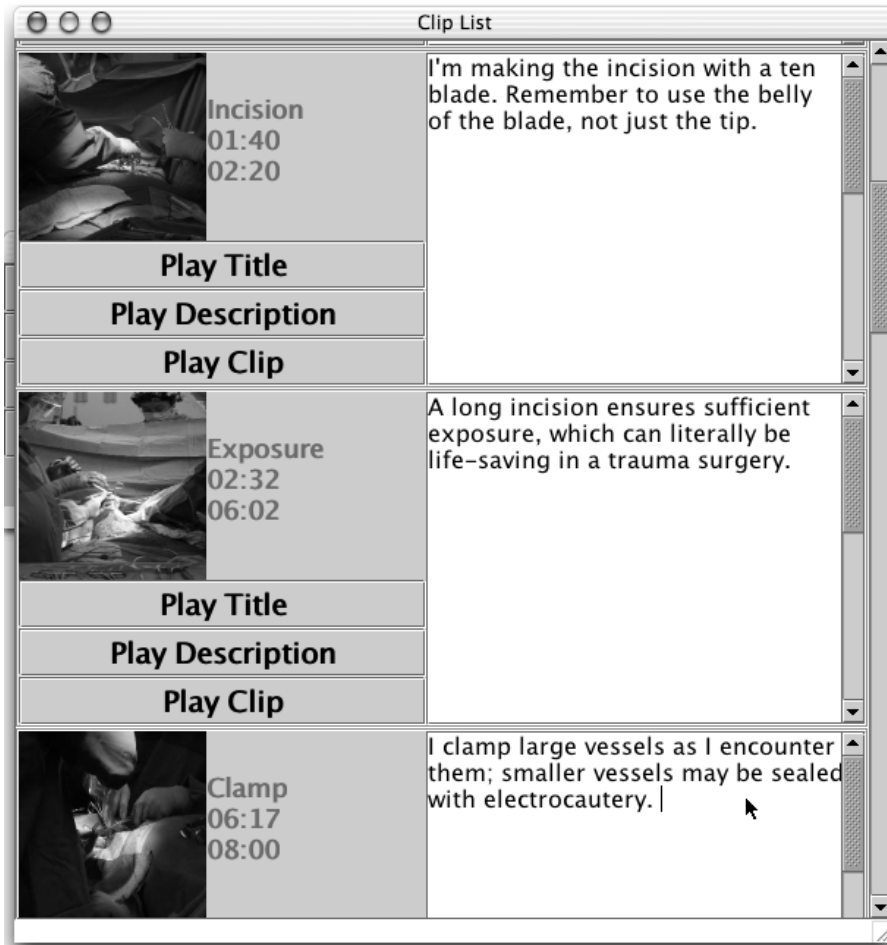 Clip List
Incision
01:40
02:20
I'm making the incision with a ten
blade. Remember to use the belly
of the blade, not just the tip.
Play Title
Play Description
Play Clip
Exposure
02:32
06:02
A long incision ensures sufficient
exposure, which can literally be
life-saving in a trauma surgery.
Play Title
Play Description
Play Clip
Clamp
06:17
08:00
I clamp large vessels as I encounter
them; smaller vessels may be sealed
with electrocautery.